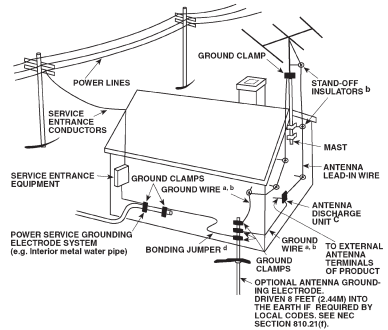 GROUND CLAMP
POWER LINES
STAND-OFF
INSULATORS b
SERVICE
ENTRANCE
CONDUCTORS
MAST
ANTENNA
LEAD-IN WIRE
SERVICE ENTRANCE
EQUIPMENT
GROUND CLAMPS
GROUND WIRE a, b
ANTENNA
DISCHARGE
UNIT C
POWER SERVICE GROUNDING
ELECTRODE SYSTEM
(e.g. Interior metal water pipe)
BONDING JUMPER d
GROUND
WIRE a, b
GROUND
CLAMPS
TO EXTERNAL
ANTENNA
TERMINALS
OF PRODUCT
OPTIONAL ANTENNA GROUND-
ING ELECTRODE.
DRIVEN 8 FEET (2.44M) INTO
THE EARTH IF REQUIRED BY
LOCAL CODES. SEE NEC
SECTION 810.21(f).